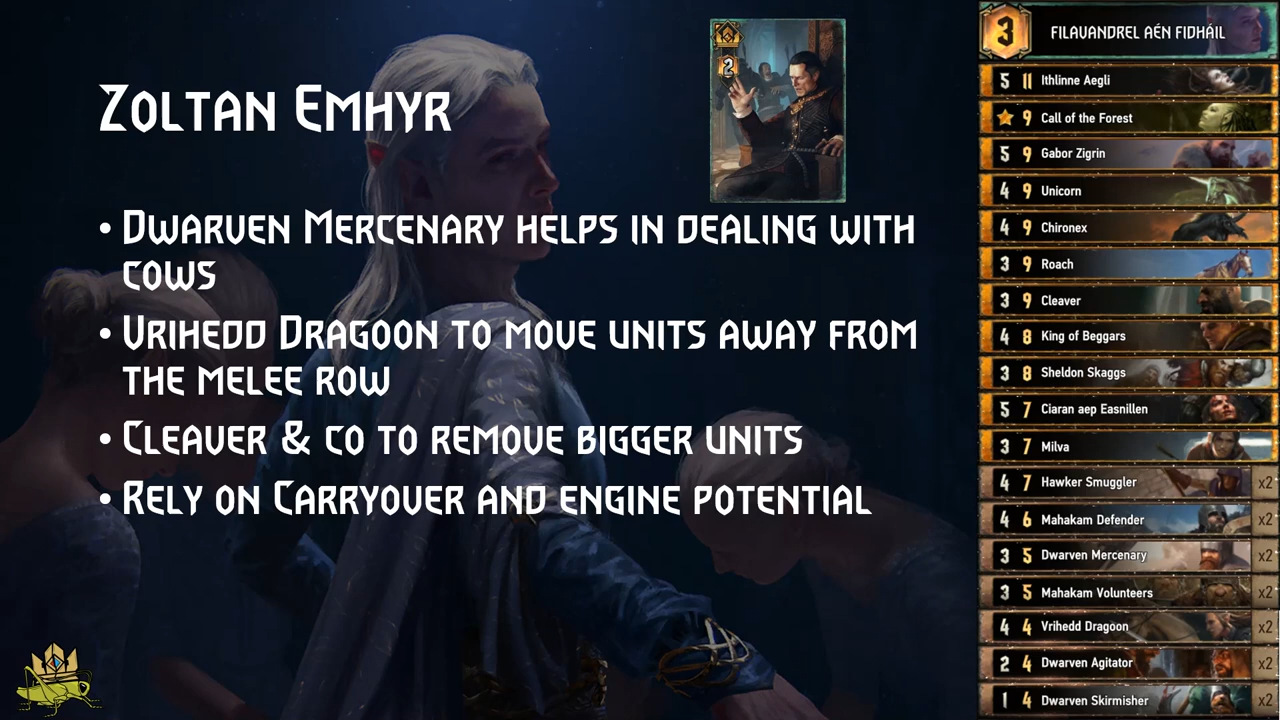 Zoltan Emhyr
2
• Dwarven Mercenary helps in dealing with
cows
• Vrihedd Dragoon to move units away from
the melee row
• Cleaver & co to remove bigger units
• Rely on Carryover and engine potential
3 FILAVANDREL AÉN FIDHÁIL
5 11 Ithlinne Aegli
9 Call of the Forest
5 9 Gabor Zigrin
4 9 Unicorn
4 9 Chironex
3 9 Roach
3 9 Cleaver
4 8 King of Beggars
3 8 Sheldon Skaggs
5 7 Ciaran aep Easnillen
3 7 Milva
4 7 Hawker Smuggler x2
4 6 Mahakam Defender x2
3 5 Dwarven Mercenary x2
3 5 Mahakam Volunteers x2
4 4 Vrihedd Dragoon x2
2 4 Dwarven Agitator x2
1 4 Dwarven Skirmisher x2